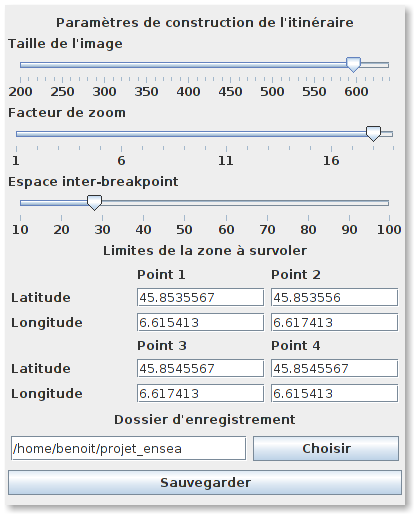 Paramètres de construction de l'itinéraire
Taille de l'image
200 250 300 350 400 450 500 550 600
Facteur de zoom
1 6 11 16
Espace inter-breakpoint
10 20 30 40 50 60 70 80 90 100
Limites de la zone à survoler
Point 1 Point 2
Latitude 45.8535567 45.853556
Longitude 6.615413 6.617413
Point 3 Point 4
Latitude 45.8545567 45.8545567
Longitude 6.617413 6.615413
Dossier d'enregistrement
/home/benoit/projet_ensea Choisir
Sauvegarder